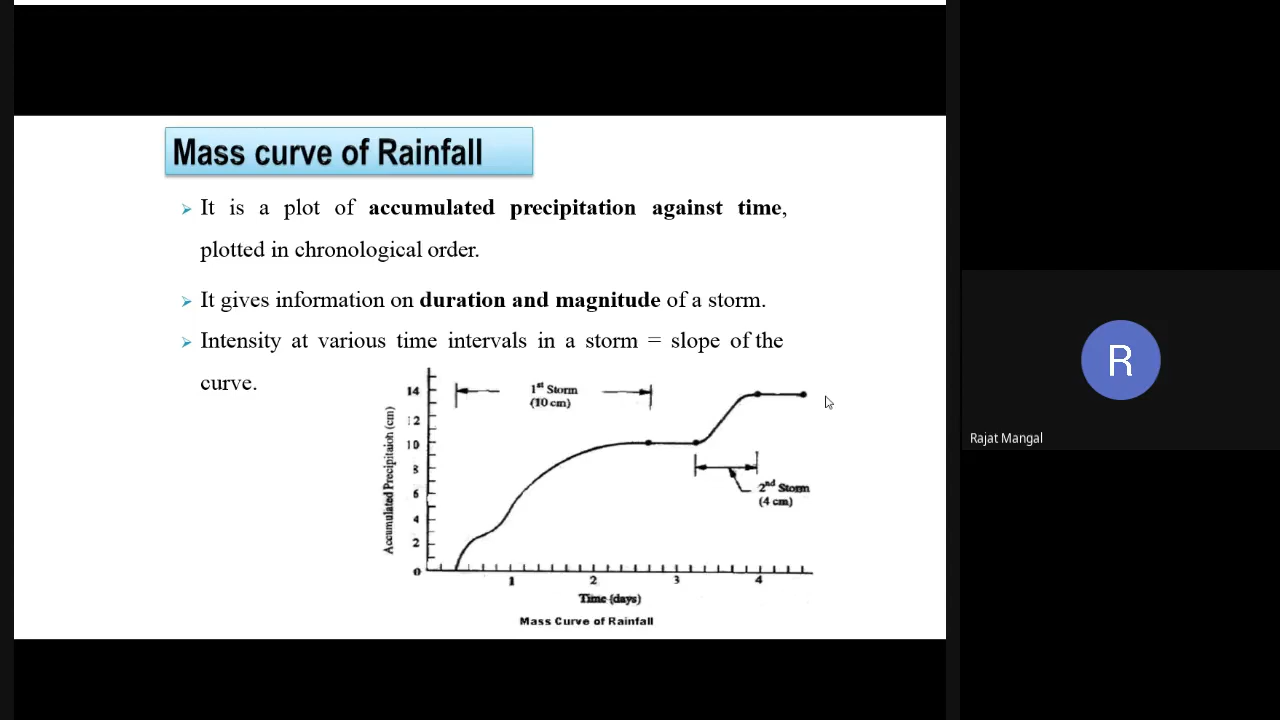 Mass curve of Rainfall
It is a plot of accumulated precipitation against time,
plotted in chronological order.
It gives information on duration and magnitude of a storm.
Intensity at various time intervals in a storm = slope of the
curve.
1st Storm
(10 cm)
14
12
10
8
6
4
2
0
Accumulated Precipitaioh (cm)
2nd Storm
(4 cm)
1 2 3 4
Time (days)
Mass Curve of Rainfall
R
Rajat Mangal